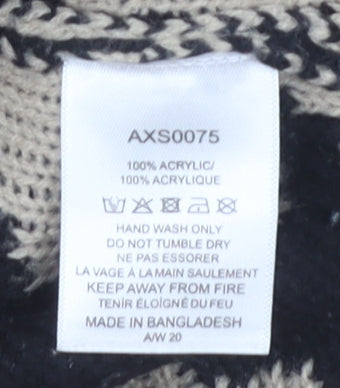 AXS0075
100% ACRYLIC/
100% ACRYLIQUE
HAND WASH ONLY
DO NOT TUMBLE DRY
NE PAS ESSORER
LA VAGE À LA MAIN SAULEMENT
KEEP AWAY FROM FIRE
TENIR ÉLOIGNÉ DU FEU
MADE IN BANGLADESH
A/W 20